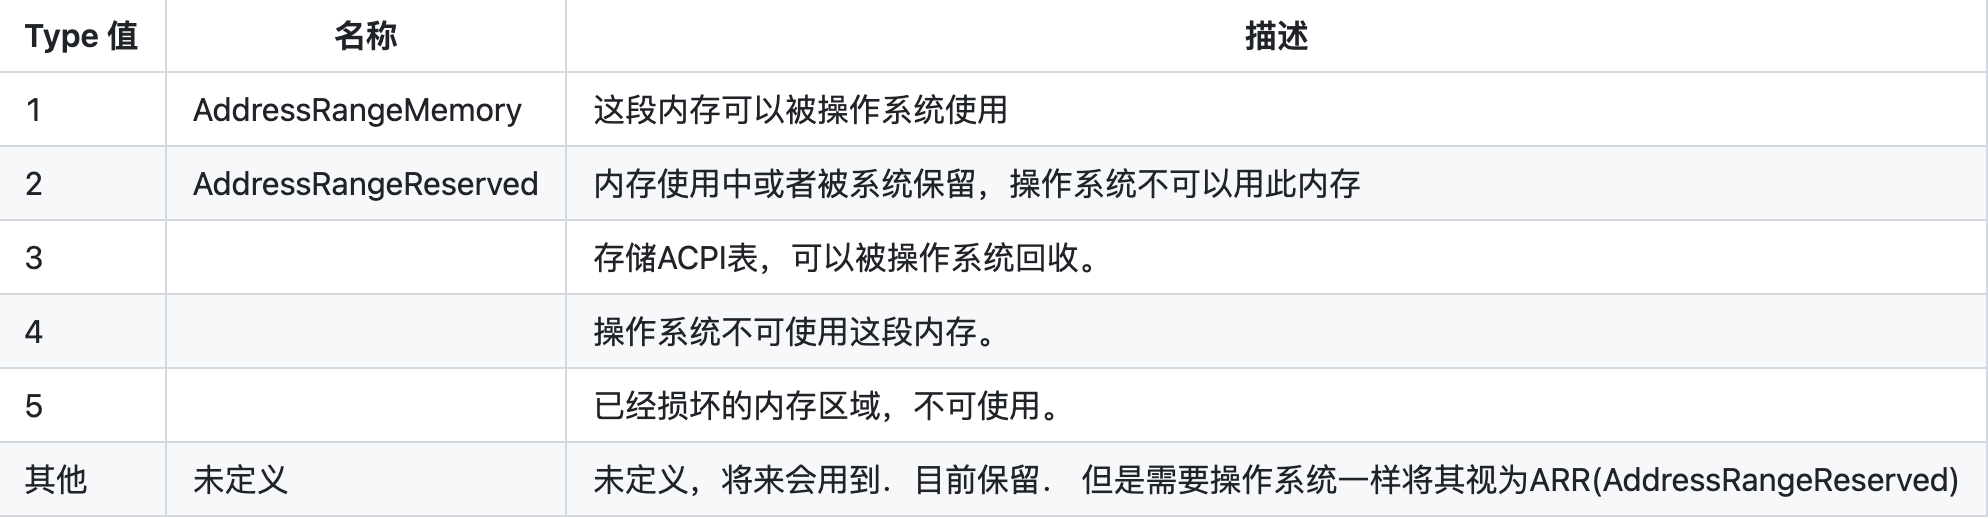 Type 值 名称 描述
1 AddressRangeMemory 这段内存可以被操作系统使用
2 AddressRangeReserved 内存使用中或者被系统保留，操作系统不可以用此内存
3 存储ACPI表，可以被操作系统回收。
4 操作系统不可使用这段内存。
5 已经损坏的内存区域，不可使用。
其他 未定义 未定义，将来会用到．目前保留． 但是需要操作系统一样将其视为ARR(AddressRangeReserved)